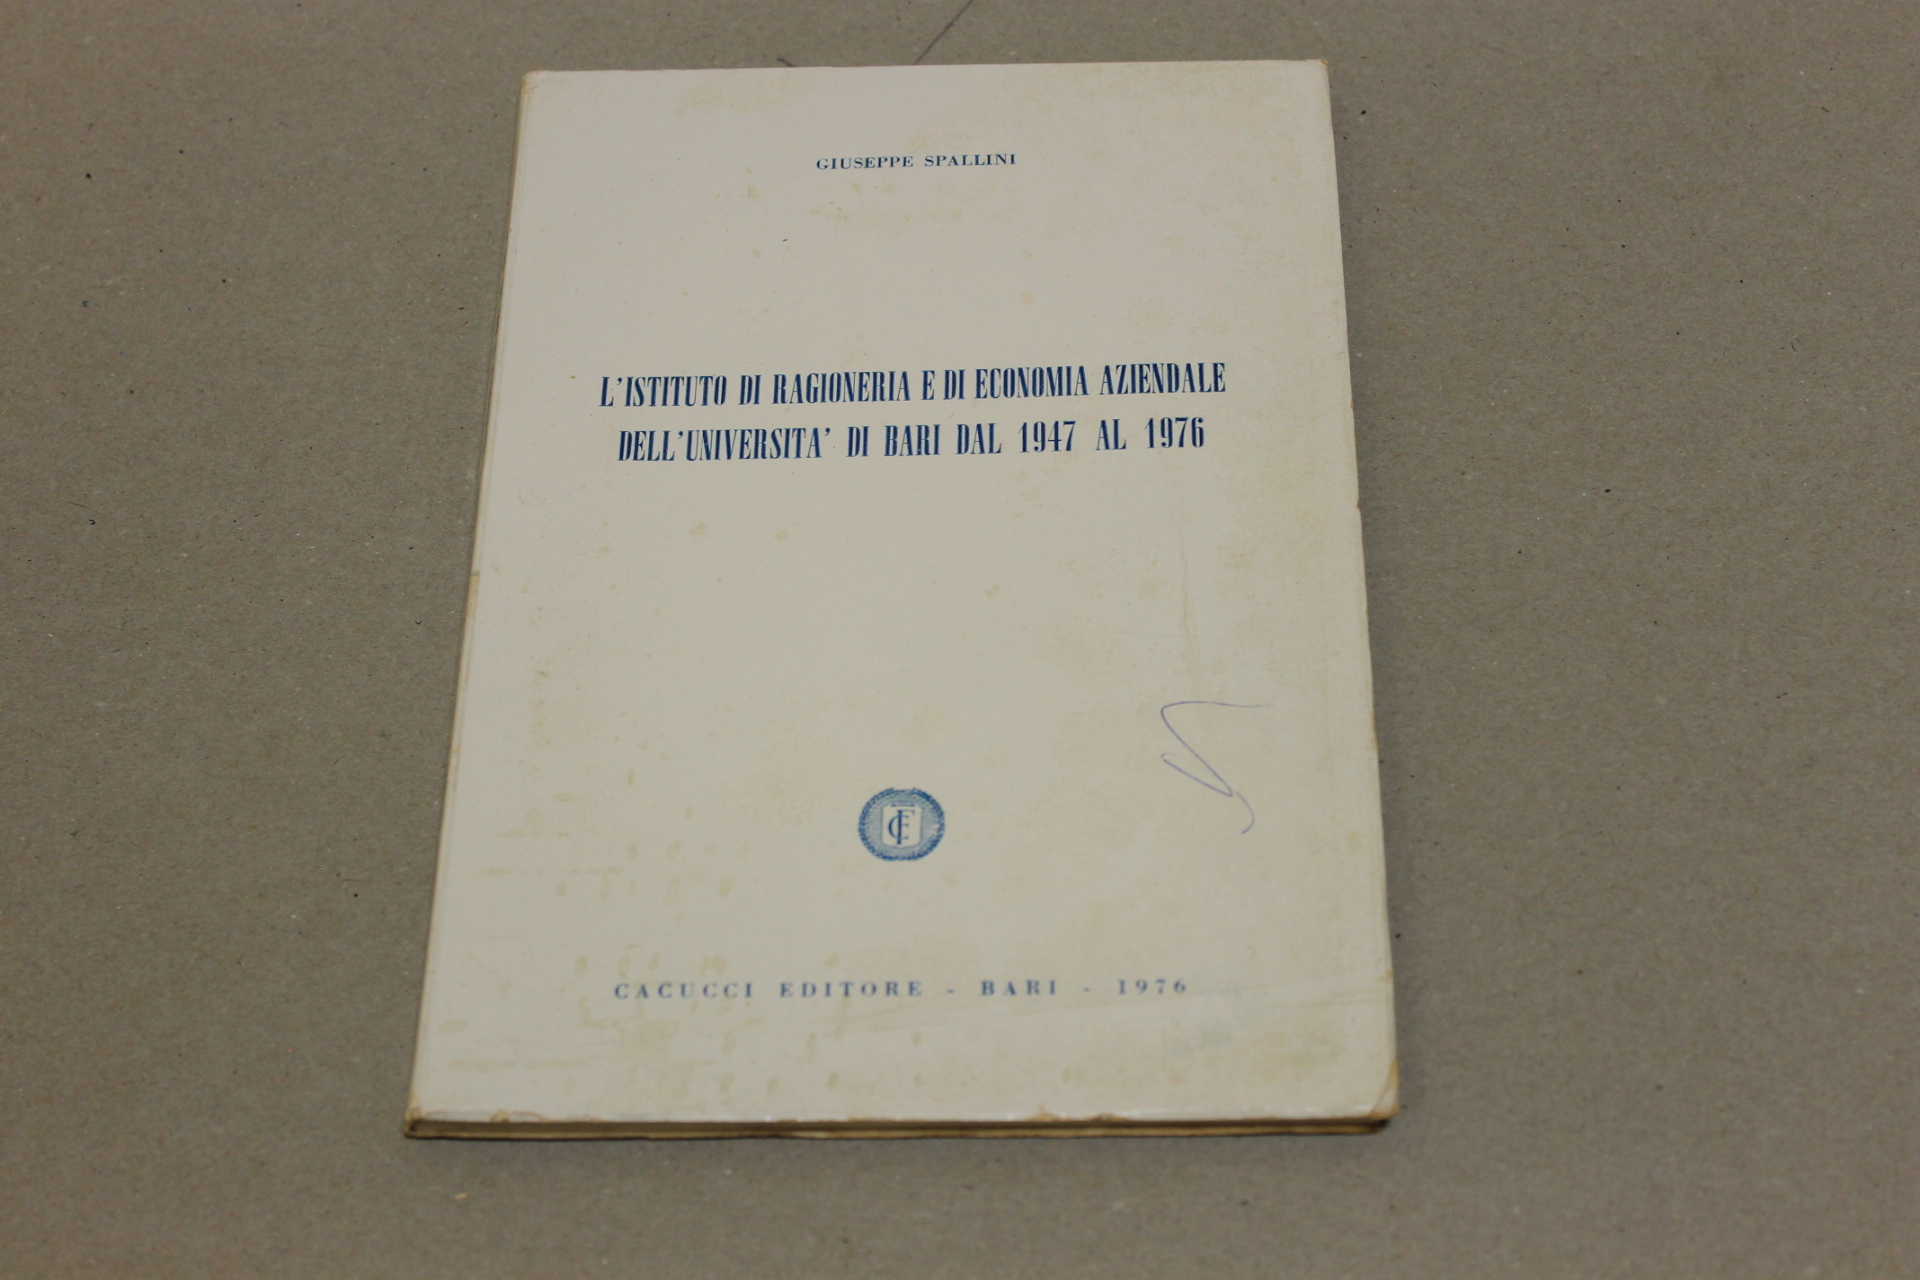 GIUSEPPE SPALLINI
L'ISTITUTO DI RAGIONERIA E DI ECONOMIA AZIENDALE
DELL'UNIVERSITA' DI BARI DAL 1947 AL 1976
CACUCCI EDITORE - BARI - 1976